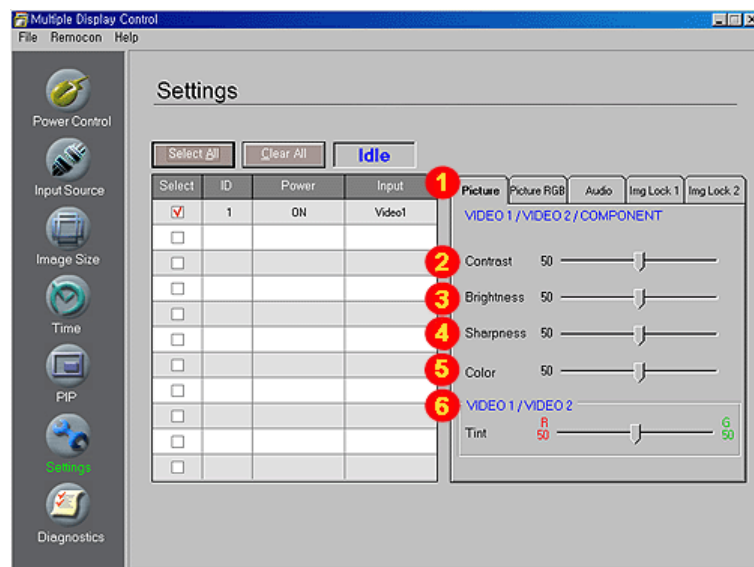 Multiple Display Control
File Remocon Help
Power Control
Input Source
Image Size
Time
PIP
Settings
Diagnostics
Settings
Select All Clear All Idle
Select ID Power Input
1 ON Video1
1 Picture Picture RGB Audio Img Lock 1 Img Lock 2
VIDEO 1 / VIDEO 2 / COMPONENT
2 Contrast 50
3 Brightness 50
4 Sharpness 50
5 Color 50
6 VIDEO 1 / VIDEO 2
Tint R 50 G 50